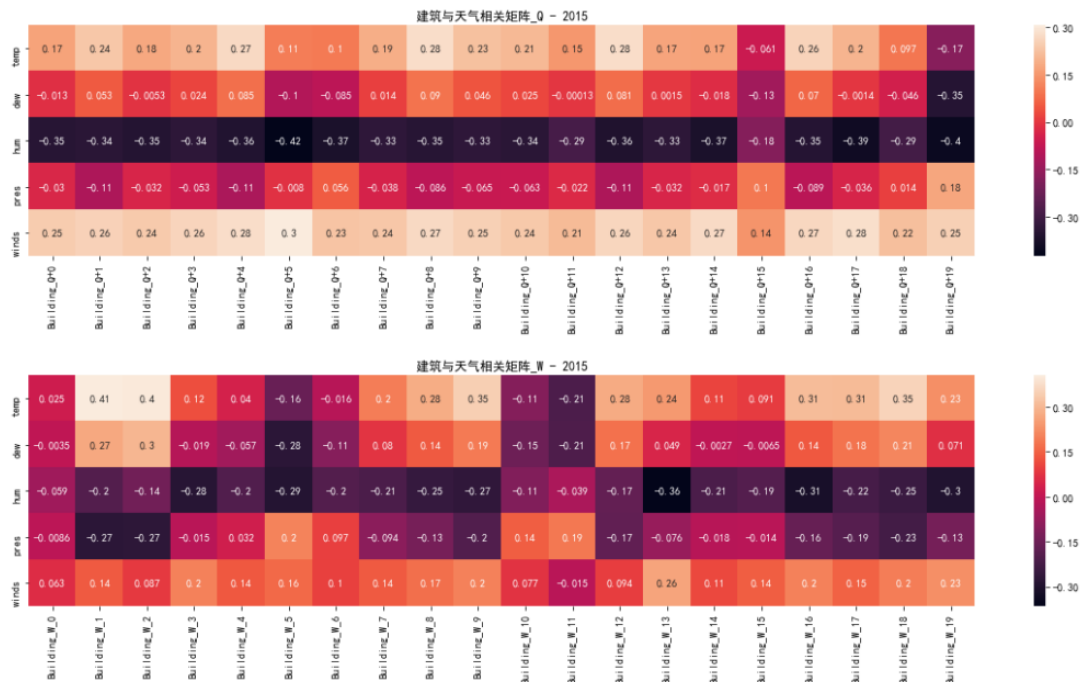 建筑与天气相关矩阵_Q - 2015
temp 0.17 0.24 0.18 0.2 0.27 0.11 0.1 0.19 0.28 0.23 0.21 0.15 0.28 0.17 0.17 -0.061 0.26 0.2 0.097 -0.17
dew -0.013 0.053 -0.0053 0.024 0.085 -0.1 -0.085 0.014 0.09 0.046 0.025 -0.00013 0.081 0.0015 -0.018 -0.13 0.07 -0.0014 -0.046 -0.35
hum -0.35 -0.34 -0.35 -0.34 -0.36 -0.42 -0.37 -0.33 -0.35 -0.33 -0.34 -0.29 -0.36 -0.33 -0.37 -0.18 -0.35 -0.39 -0.29 -0.4
pres -0.03 -0.11 -0.032 -0.053 -0.11 -0.008 0.056 -0.038 -0.086 -0.065 -0.063 -0.022 -0.11 -0.032 -0.017 0.1 -0.089 -0.036 0.014 0.18
winds 0.25 0.26 0.24 0.26 0.28 0.3 0.23 0.24 0.27 0.25 0.24 0.21 0.26 0.24 0.27 0.14 0.27 0.28 0.22 0.25
Building_Q+0 Building_Q+1 Building_Q+2 Building_Q+3 Building_Q+4 Building_Q+5 Building_Q+6 Building_Q+7 Building_Q+8 Building_Q+9 Building_Q+10 Building_Q+11 Building_Q+12 Building_Q+13 Building_Q+14 Building_Q+15 Building_Q+16 Building_Q+17 Building_Q+18 Building_Q+19
0.30
0.15
0.00
-0.15
-0.30
建筑与天气相关矩阵_W - 2015
temp 0.025 0.41 0.4 0.12 0.04 -0.16 -0.016 0.2 0.28 0.35 -0.11 -0.21 0.28 0.24 0.11 0.091 0.31 0.31 0.35 0.23
dew -0.0035 0.27 0.3 -0.019 -0.057 -0.28 -0.11 0.08 0.14 0.19 -0.15 -0.21 0.17 0.049 -0.0027 -0.0065 0.14 0.18 0.21 0.071
hum -0.059 -0.2 -0.14 -0.28 -0.2 -0.29 -0.2 -0.21 -0.25 -0.27 -0.11 -0.039 -0.17 -0.36 -0.21 -0.19 -0.31 -0.22 -0.25 -0.3
pres -0.0086 -0.27 -0.27 -0.015 0.032 0.2 0.097 -0.094 -0.13 -0.2 0.14 0.19 -0.17 -0.076 -0.018 -0.014 -0.16 -0.19 -0.23 -0.13
winds 0.063 0.14 0.087 0.2 0.14 0.16 0.1 0.14 0.17 0.2 0.077 -0.015 0.094 0.26 0.11 0.14 0.2 0.15 0.2 0.23
Building_W_0 Building_W_1 Building_W_2 Building_W_3 Building_W_4 Building_W_5 Building_W_6 Building_W_7 Building_W_8 Building_W_9 Building_W_10 Building_W_11 Building_W_12 Building_W_13 Building_W_14 Building_W_15 Building_W_16 Building_W_17 Building_W_18 Building_W_19
0.30
0.15
0.00
-0.15
-0.30